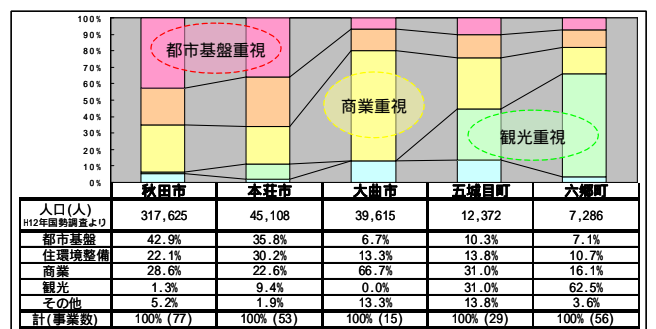 100%
90%
80%
70%
60%
50%
40%
30%
20%
10%
0%
都市基盤重視
商業重視
観光重視
秋田市 本荘市 大曲市 五城目町 六郷町
人口(人) 317,625 45,108 39,615 12,372 7,286
H12年国勢調査より
都市基盤 42.9% 35.8% 6.7% 10.3% 7.1%
住環境整備 22.1% 30.2% 13.3% 13.8% 10.7%
商業 28.6% 22.6% 66.7% 31.0% 16.1%
観光 1.3% 9.4% 0.0% 31.0% 62.5%
その他 5.2% 1.9% 13.3% 13.8% 3.6%
計(事業数) 100% (77) 100% (53) 100% (15) 100% (29) 100% (56)